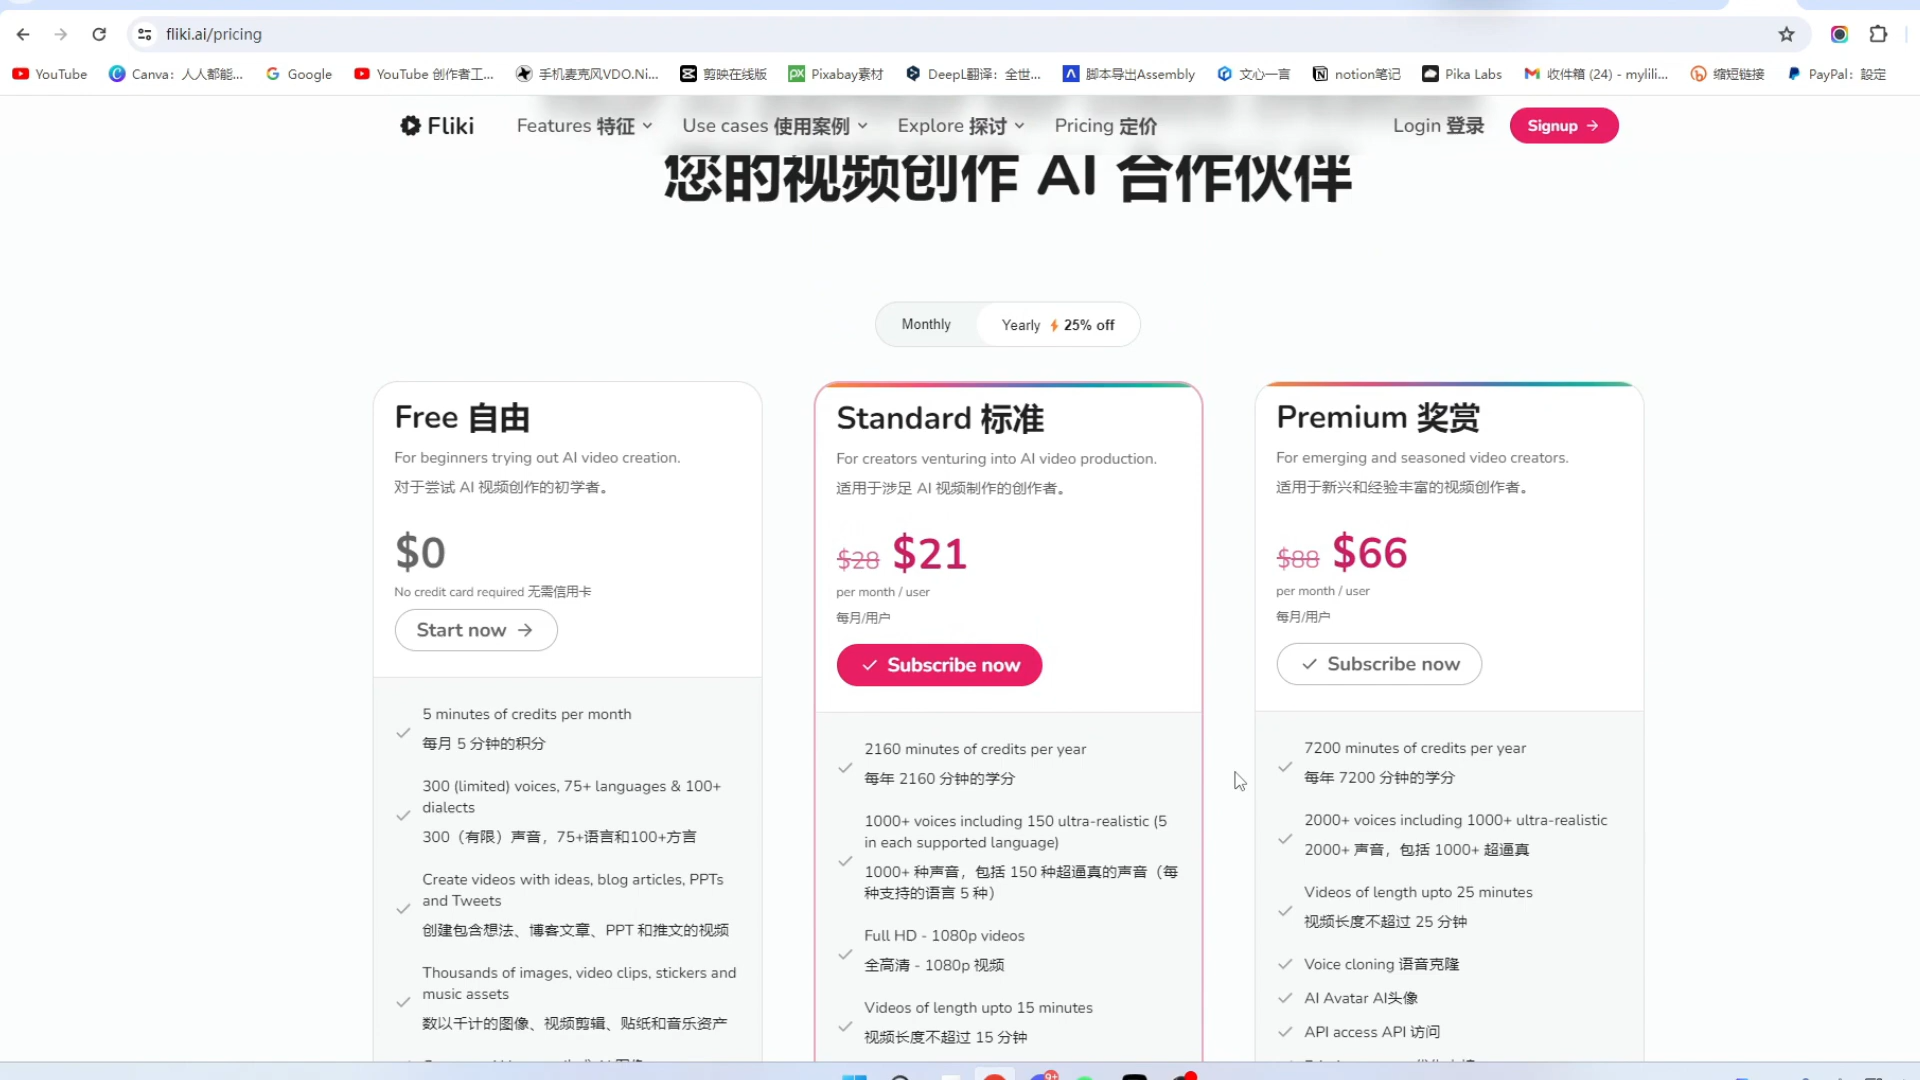 fliki.ai/pricing
YouTube
Canva：人人都能...
Google
YouTube 创作者工...
手机麦克风VDO.Ni...
剪映在线版
Pixabay素材
DeepL翻译：全世...
脚本导出Assembly
文心一言
notion笔记
Pika Labs
收件箱 (24) - mylili...
缩短链接
PayPal：設定
Fliki
Features 特征
Use cases 使用案例
Explore 探讨
Pricing 定价
Login 登录
Signup
您的视频创作 AI 合作伙伴
Monthly
Yearly 25% off
Free 自由
For beginners trying out AI video creation.
对于尝试 AI 视频创作的初学者。
$0
No credit card required 无需信用卡
Start now
5 minutes of credits per month
每月 5 分钟的积分
300 (limited) voices, 75+ languages & 100+
dialects
300（有限）声音，75+语言和100+方言
Create videos with ideas, blog articles, PPTs
and Tweets
创建包含想法、博客文章、PPT 和推文的视频
Thousands of images, video clips, stickers and
music assets
数以千计的图像、视频剪辑、贴纸和音乐资产
Standard 标准
For creators venturing into AI video production.
适用于涉足 AI 视频制作的创作者。
$28 $21
per month / user
每月/用户
Subscribe now
2160 minutes of credits per year
每年 2160 分钟的学分
1000+ voices including 150 ultra-realistic (5
in each supported language)
1000+ 种声音，包括 150 种超逼真的声音（每
种支持的语言 5 种）
Full HD - 1080p videos
全高清 - 1080p 视频
Videos of length upto 15 minutes
视频长度不超过 15 分钟
Premium 奖赏
For emerging and seasoned video creators.
适用于新兴和经验丰富的视频创作者。
$88 $66
per month / user
每月/用户
Subscribe now
7200 minutes of credits per year
每年 7200 分钟的学分
2000+ voices including 1000+ ultra-realistic
2000+ 声音，包括 1000+ 超逼真
Videos of length upto 25 minutes
视频长度不超过 25 分钟
Voice cloning 语音克隆
AI Avatar AI头像
API access API 访问